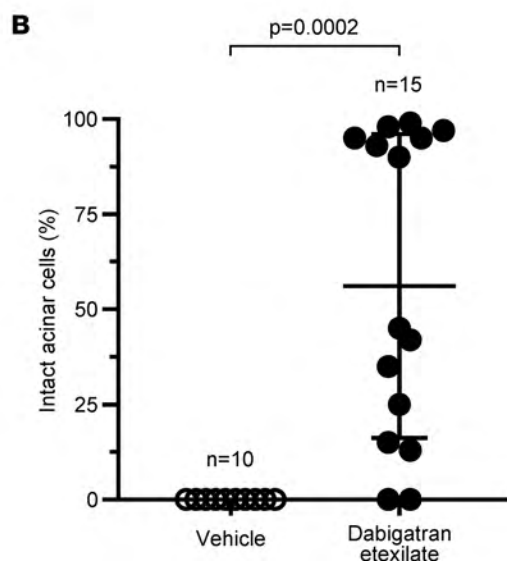 B
p=0.0002
n=15
100
75
50
25
0
Intact acinar cells (%)
n=10
Vehicle
Dabigatran
etexilate